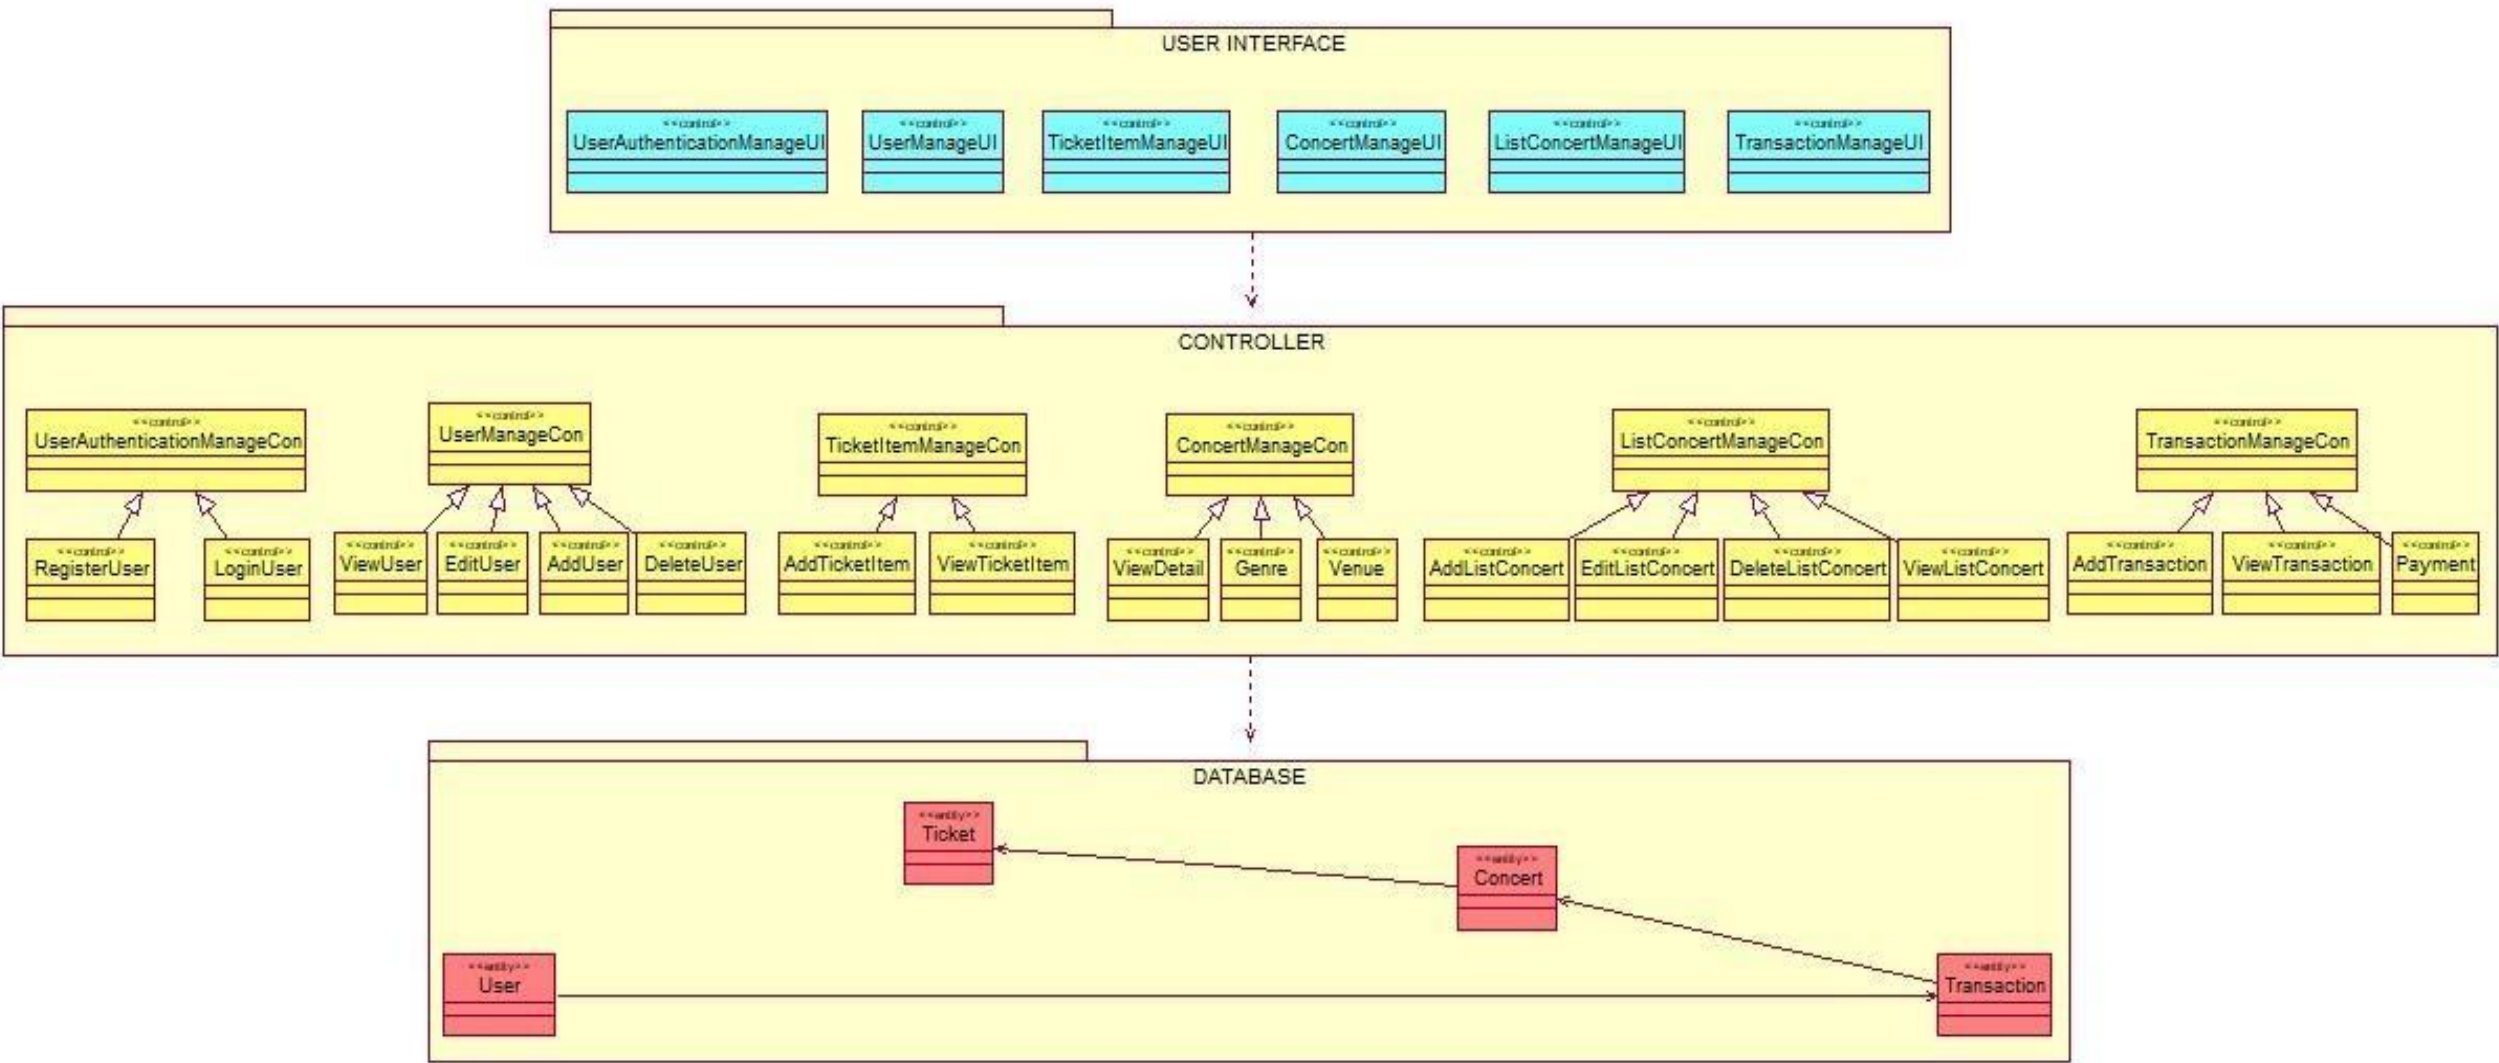 USER INTERFACE
<<control>>
UserAuthenticationManageUI
<<control>>
UserManageUI
<<control>>
TicketItemManageUI
<<control>>
ConcertManageUI
<<control>>
ListConcertManageUI
<<control>>
TransactionManageUI
CONTROLLER
<<control>>
UserAuthenticationManageCon
<<control>>
UserManageCon
<<control>>
TicketItemManageCon
<<control>>
ConcertManageCon
<<control>>
ListConcertManageCon
<<control>>
TransactionManageCon
<<control>>
RegisterUser
<<control>>
LoginUser
<<control>>
ViewUser
<<control>>
EditUser
<<control>>
AddUser
<<control>>
DeleteUser
<<control>>
AddTicketItem
<<control>>
ViewTicketItem
<<control>>
ViewDetail
<<control>>
Genre
<<control>>
Venue
<<control>>
AddListConcert
<<control>>
EditListConcert
<<control>>
DeleteListConcert
<<control>>
ViewListConcert
<<control>>
AddTransaction
<<control>>
ViewTransaction
<<control>>
Payment
DATABASE
<<entity>>
Ticket
<<entity>>
Concert
<<entity>>
User
<<entity>>
Transaction